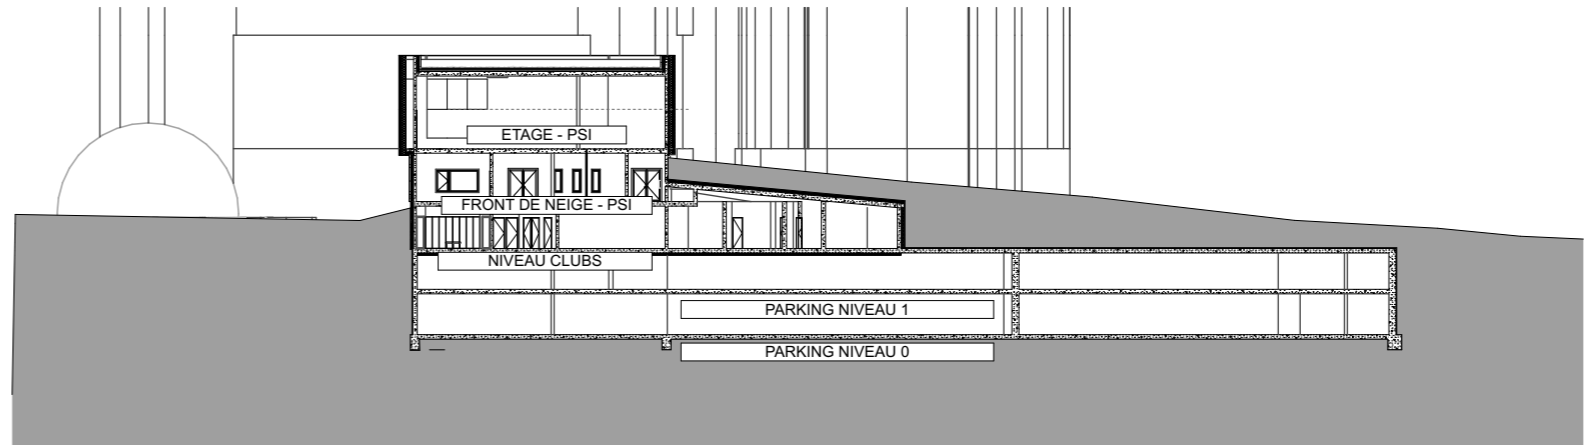 ETAGE - PSI
FRONT DE NEIGE - PSI
NIVEAU CLUBS
PARKING NIVEAU 1
PARKING NIVEAU 0